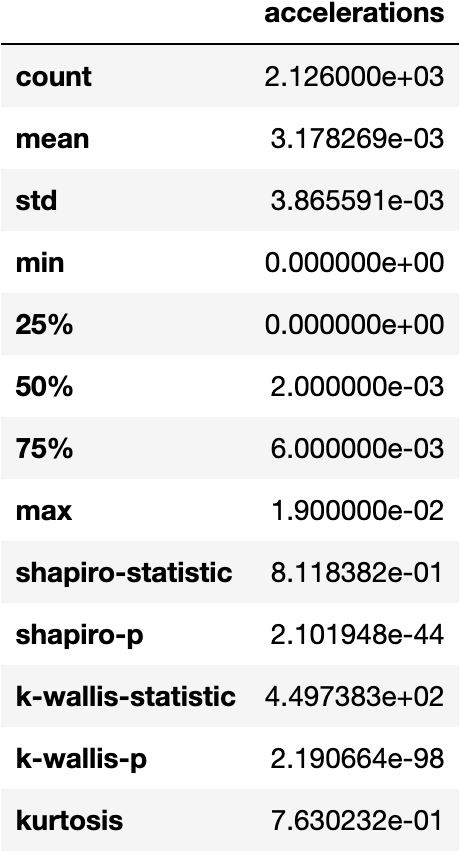 accelerations
count 2.126000e+03
mean 3.178269e-03
std 3.865591e-03
min 0.000000e+00
25% 0.000000e+00
50% 2.000000e-03
75% 6.000000e-03
max 1.900000e-02
shapiro-statistic 8.118382e-01
shapiro-p 2.101948e-44
k-wallis-statistic 4.497383e+02
k-wallis-p 2.190664e-98
kurtosis 7.630232e-01